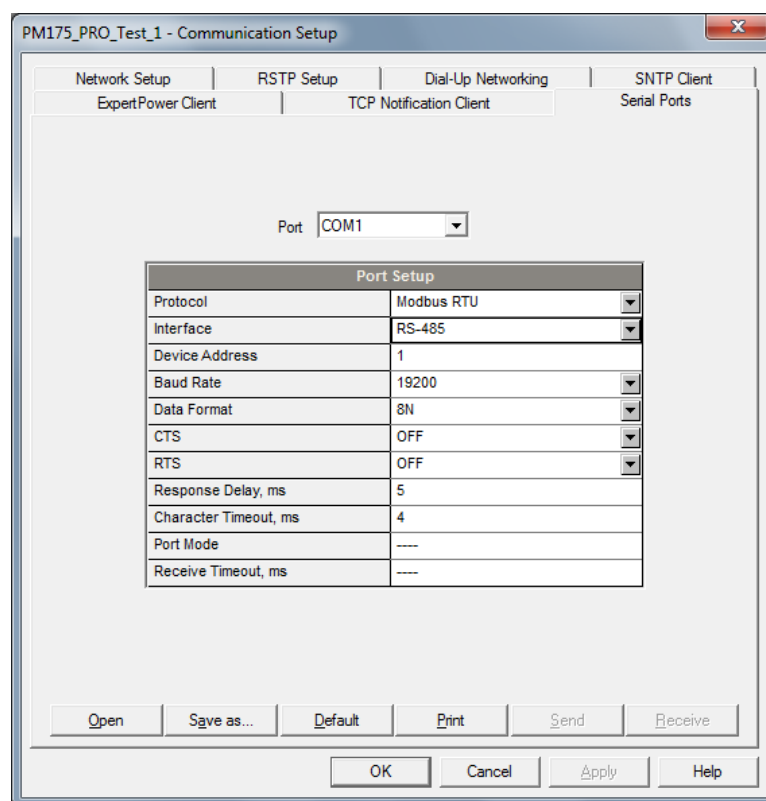 PM175_PRO_Test_1 - Communication Setup
Network Setup RSTP Setup Dial-Up Networking SNTP Client
ExpertPower Client TCP Notification Client Serial Ports
Port COM1
Port Setup
Protocol Modbus RTU
Interface RS-485
Device Address 1
Baud Rate 19200
Data Format 8N
CTS OFF
RTS OFF
Response Delay, ms 5
Character Timeout, ms 4
Port Mode ----
Receive Timeout, ms ----
Open Save as... Default Print Send Receive
OK Cancel Apply Help